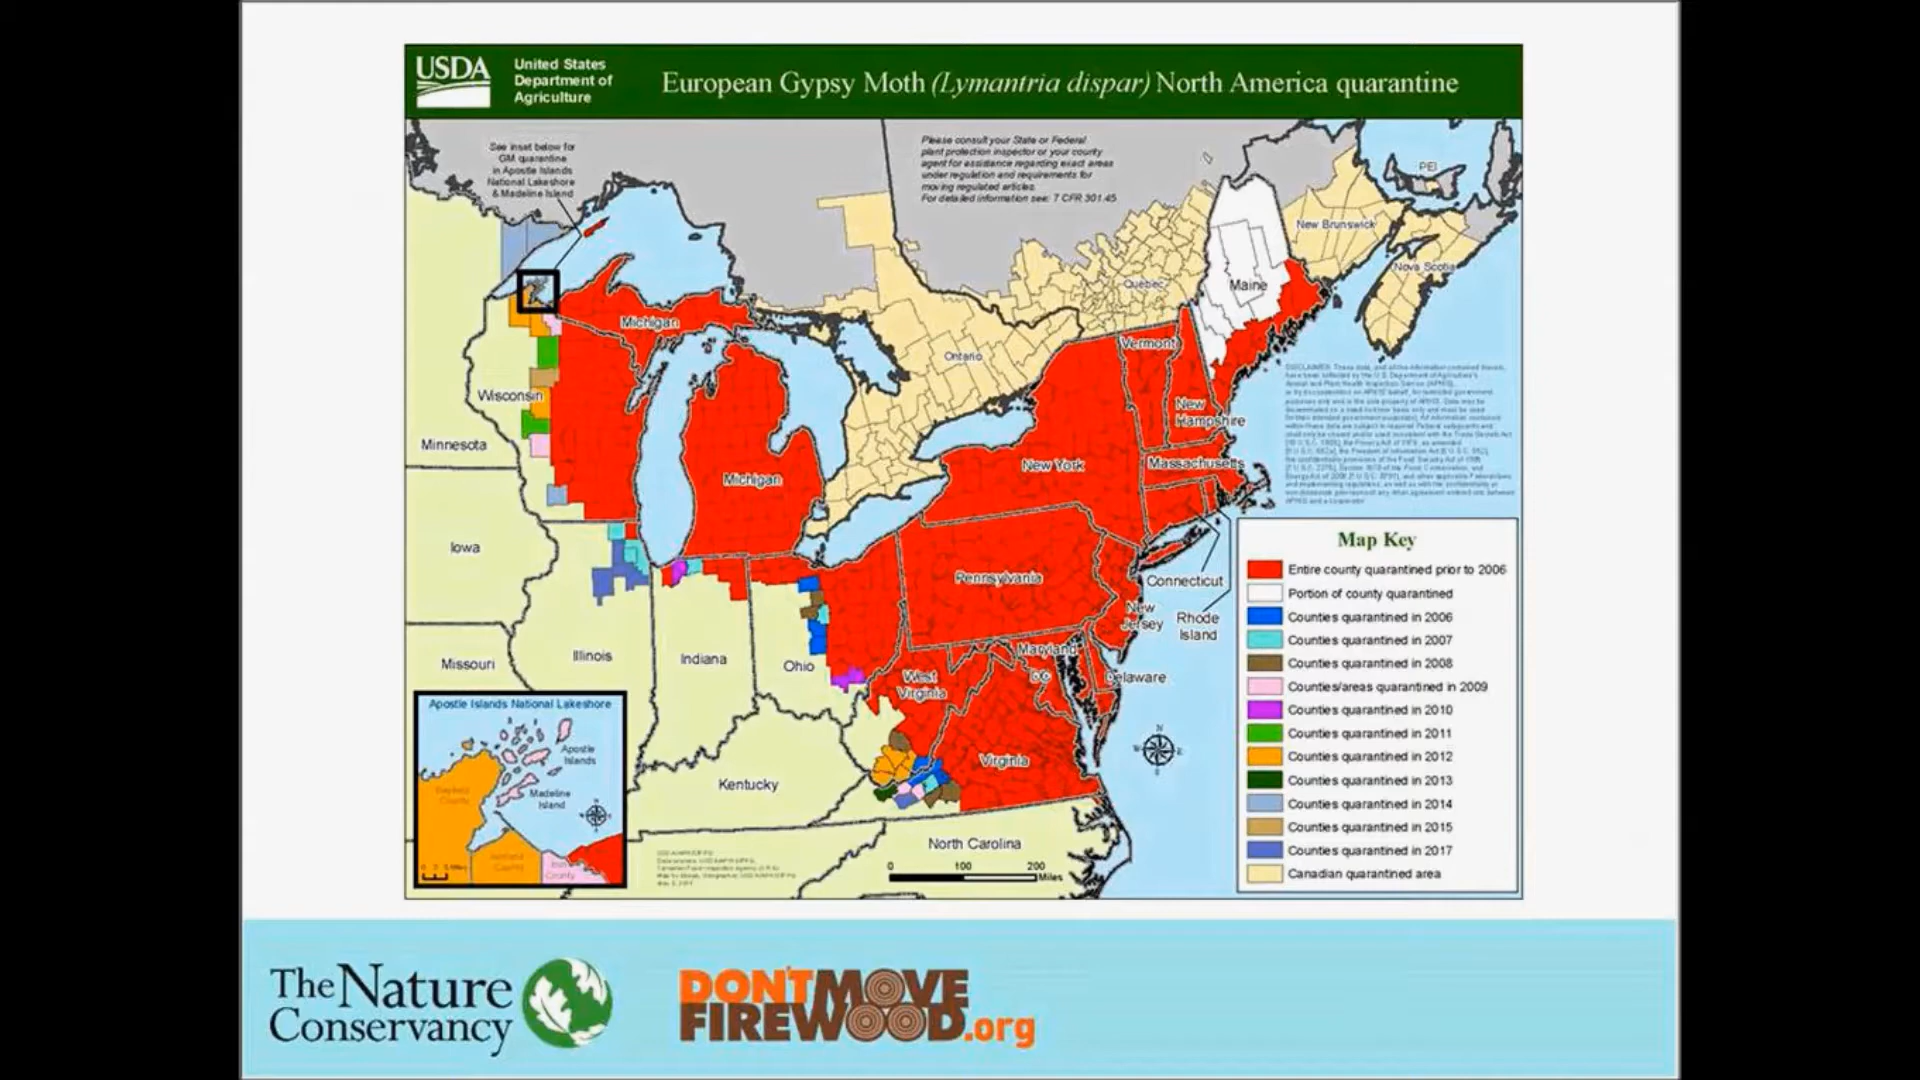 USDA
United States
Department of
Agriculture
European Gypsy Moth (Lymantria dispar) North America quarantine
See inset below for
GM quarantine
in Apostle Islands
National Lakeshore
& Madeline Island
Please consult your State or Federal
plant protection inspector or your county
agent for assistance regarding exact areas
under regulation and requirements for
moving regulated articles.
For detailed information see: 7 CFR 301.45
PEI
New Brunswick
Nova Scotia
Quebec
Maine
Michigan
Ontario
Vermont
Wisconsin
New
Hampshire
Minnesota
New York
Massachusetts
Michigan
Iowa
Pennsylvania
Connecticut
New
Jersey
Rhode
Island
Missouri
Illinois
Indiana
Ohio
Maryland
DC
Delaware
West
Virginia
Virginia
Kentucky
North Carolina
0 100 200
Miles
N
W E
S
Apostle Islands National Lakeshore
Apostle
Islands
Madeline
Island
Bayfield
County
Ashland
County
Iron
County
Map Key
Entire county quarantined prior to 2006
Portion of county quarantined
Counties quarantined in 2006
Counties quarantined in 2007
Counties quarantined in 2008
Counties/areas quarantined in 2009
Counties quarantined in 2010
Counties quarantined in 2011
Counties quarantined in 2012
Counties quarantined in 2013
Counties quarantined in 2014
Counties quarantined in 2015
Counties quarantined in 2017
Canadian quarantined area
The Nature
Conservancy
DON'T MOVE
FIREWOOD.org